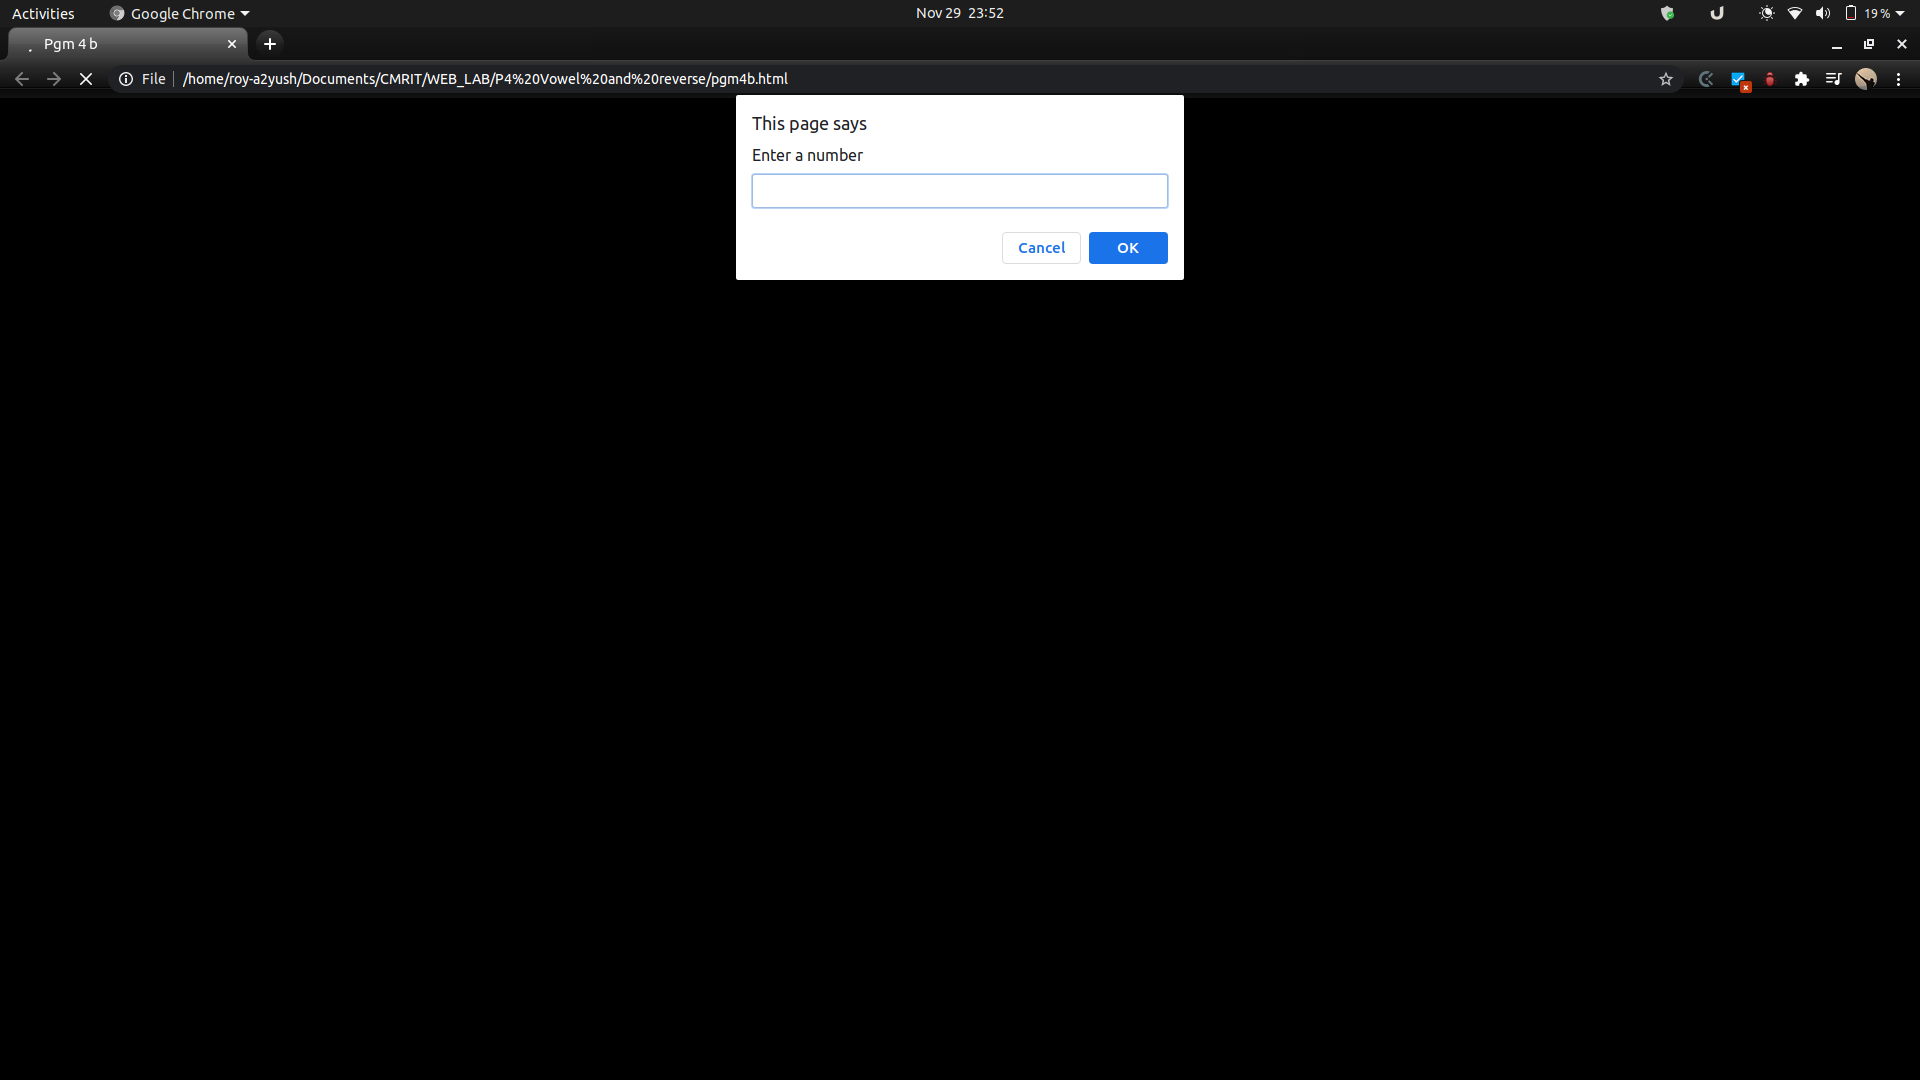 Activities
Google Chrome
Nov 29 23:52
19 %
Pgm 4 b
File
/home/roy-a2yush/Documents/CMRIT/WEB_LAB/P4%20Vowel%20and%20reverse/pgm4b.html
This page says
Enter a number
Cancel
OK